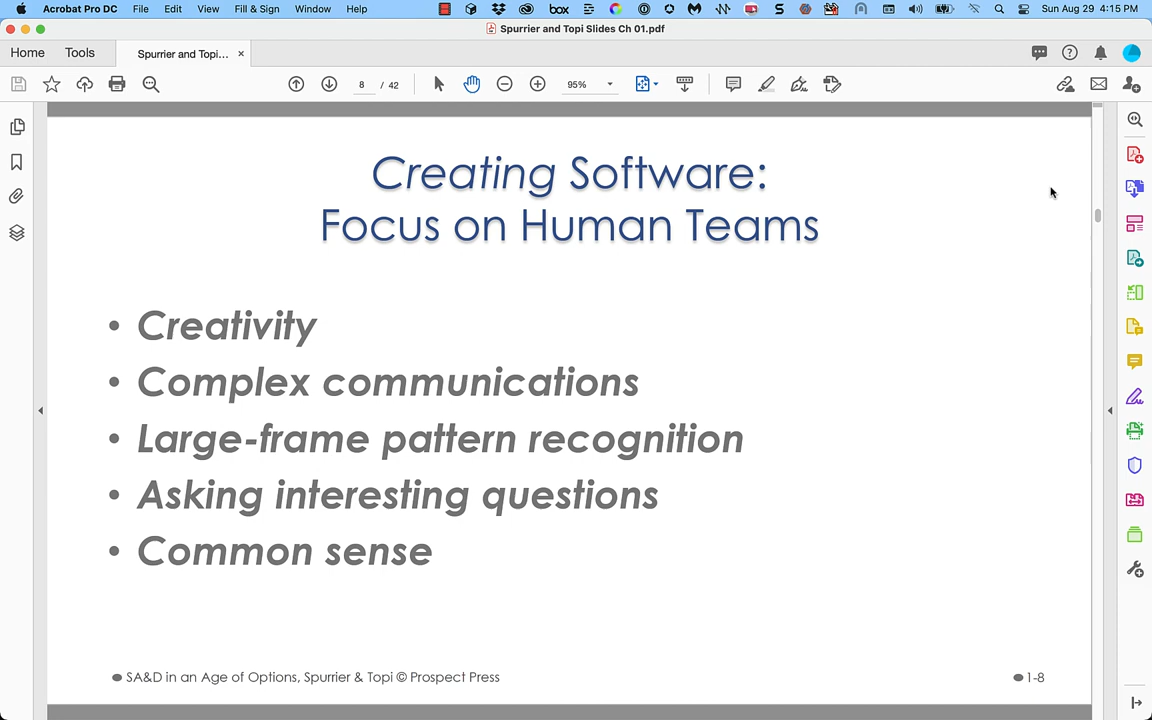 Acrobat Pro DC File Edit View Fill & Sign Window Help box Sun Aug 29 4:15 PM
Spurrier and Topi Slides Ch 01.pdf
Home Tools Spurrier and Topi... ×
8 / 42 95%
Creating Software:
Focus on Human Teams
• Creativity
• Complex communications
• Large-frame pattern recognition
• Asking interesting questions
• Common sense
SA&D in an Age of Options, Spurrier & Topi © Prospect Press 1-8